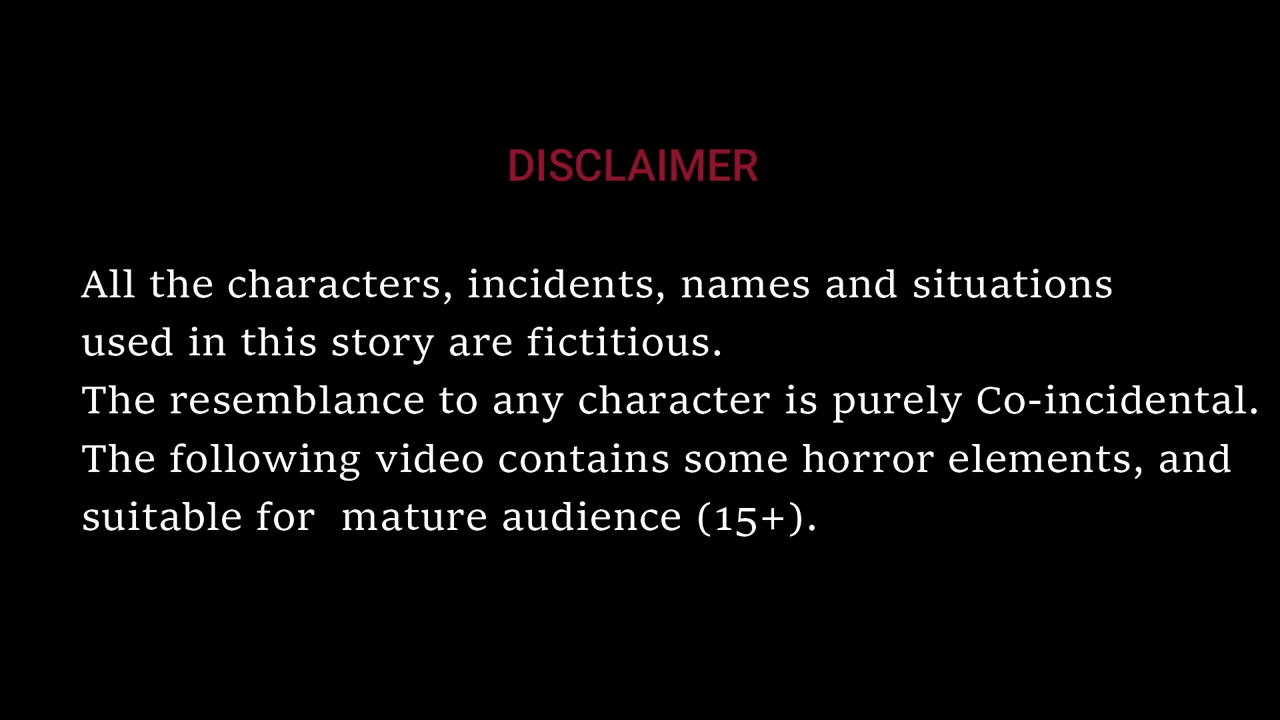 DISCLAIMER
All the characters, incidents, names and situations
used in this story are fictitious.
The resemblance to any character is purely Co-incidental.
The following video contains some horror elements, and
suitable for  mature audience (15+).